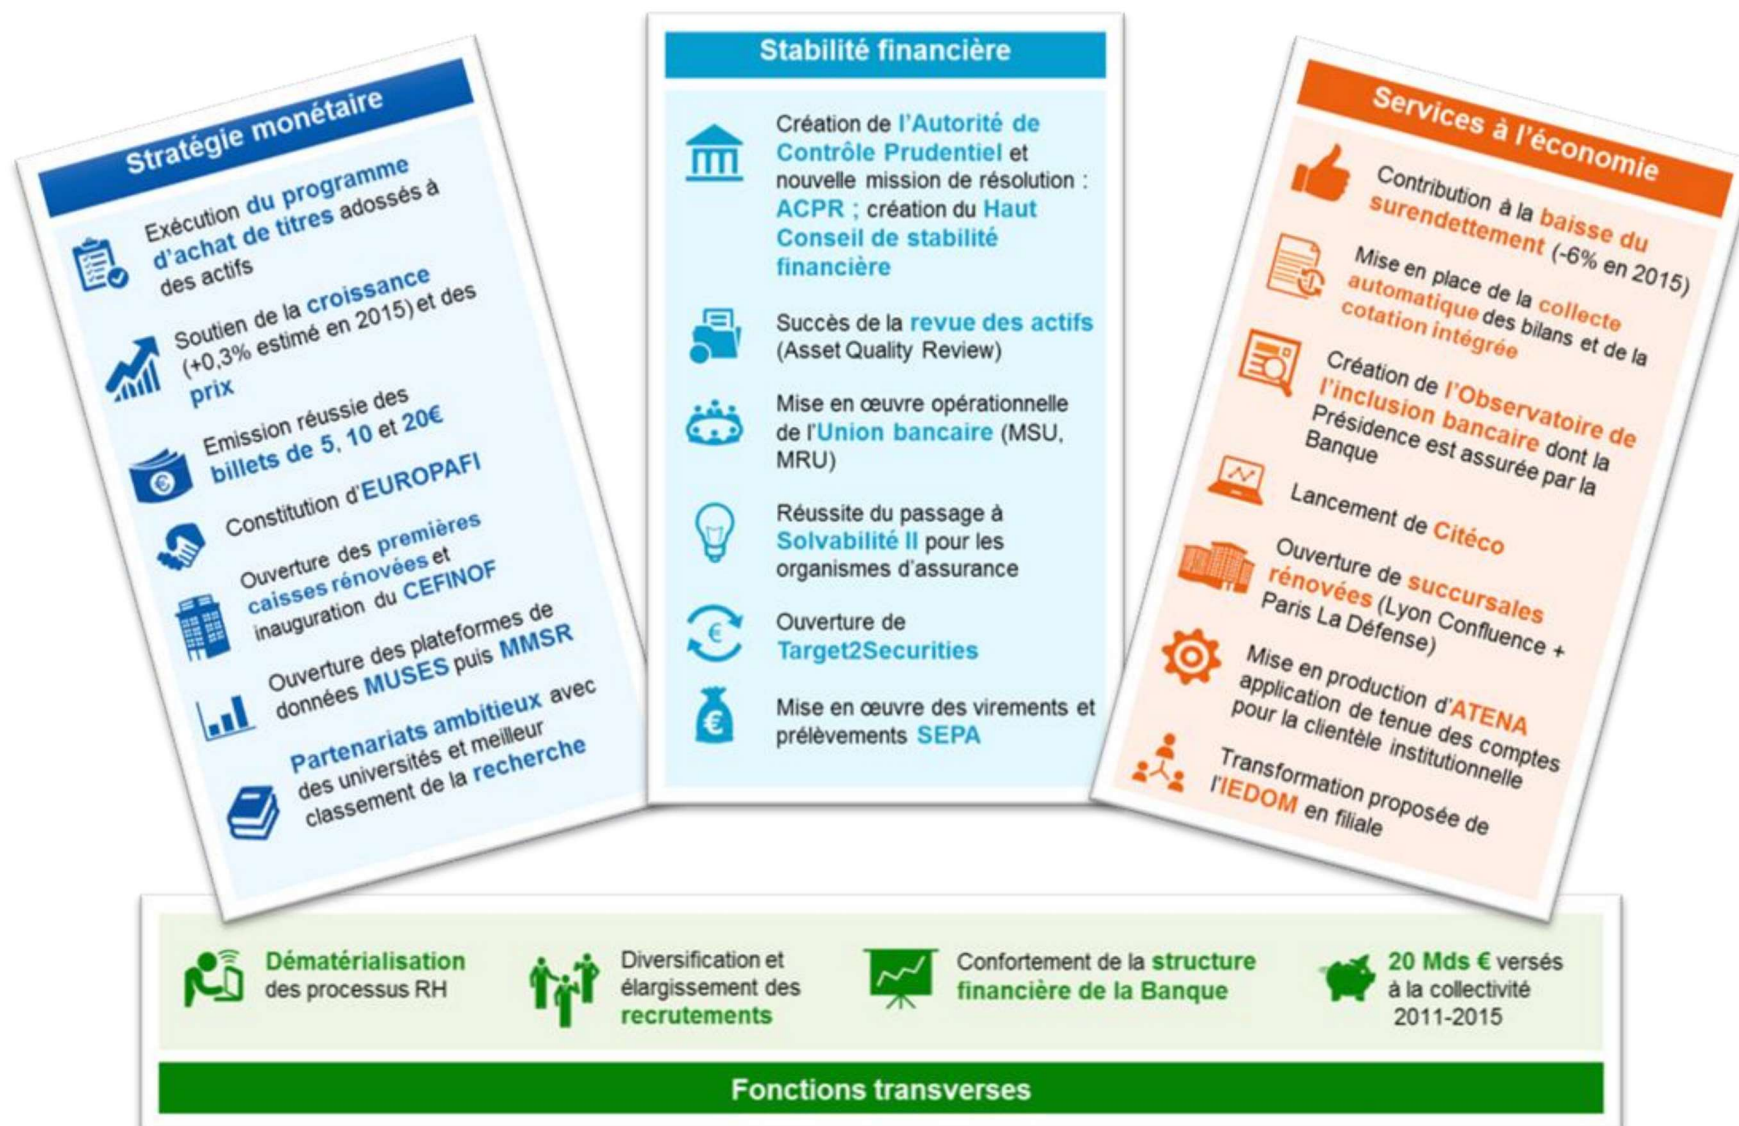 Stratégie monétaire
Exécution du programme
d'achat de titres adossés à
des actifs
Soutien de la croissance
(+0,3% estimé en 2015) et des
prix
Emission réussie des
billets de 5, 10 et 20€
Constitution d'EUROPAFI
Ouverture des premières
caisses rénovées et
inauguration du CEFINOF
Ouverture des plateformes de
données MUSES puis MMSR
Partenariats ambitieux avec
des universités et meilleur
classement de la recherche
Stabilité financière
Création de l'Autorité de
Contrôle Prudentiel et
nouvelle mission de résolution :
ACPR ; création du Haut
Conseil de stabilité
financière
Succès de la revue des actifs
(Asset Quality Review)
Mise en œuvre opérationnelle
de l'Union bancaire (MSU,
MRU)
Réussite du passage à
Solvabilité II pour les
organismes d'assurance
Ouverture de
Target2Securities
Mise en œuvre des virements et
prélèvements SEPA
Services à l'économie
Contribution à la baisse du
surendettement (-6% en 2015)
Mise en place de la collecte
automatique des bilans et de la
cotation intégrée
Création de l'Observatoire de
l'inclusion bancaire dont la
Présidence est assurée par la
Banque
Lancement de Citéco
Ouverture de succursales
rénovées (Lyon Confluence +
Paris La Défense)
Mise en production d'ATENA
application de tenue des comptes
pour la clientèle institutionnelle
Transformation proposée de
l'IEDOM en filiale
Dématérialisation
des processus RH
Diversification et
élargissement des
recrutements
Confortement de la structure
financière de la Banque
20 Mds € versés
à la collectivité
2011-2015
Fonctions transverses